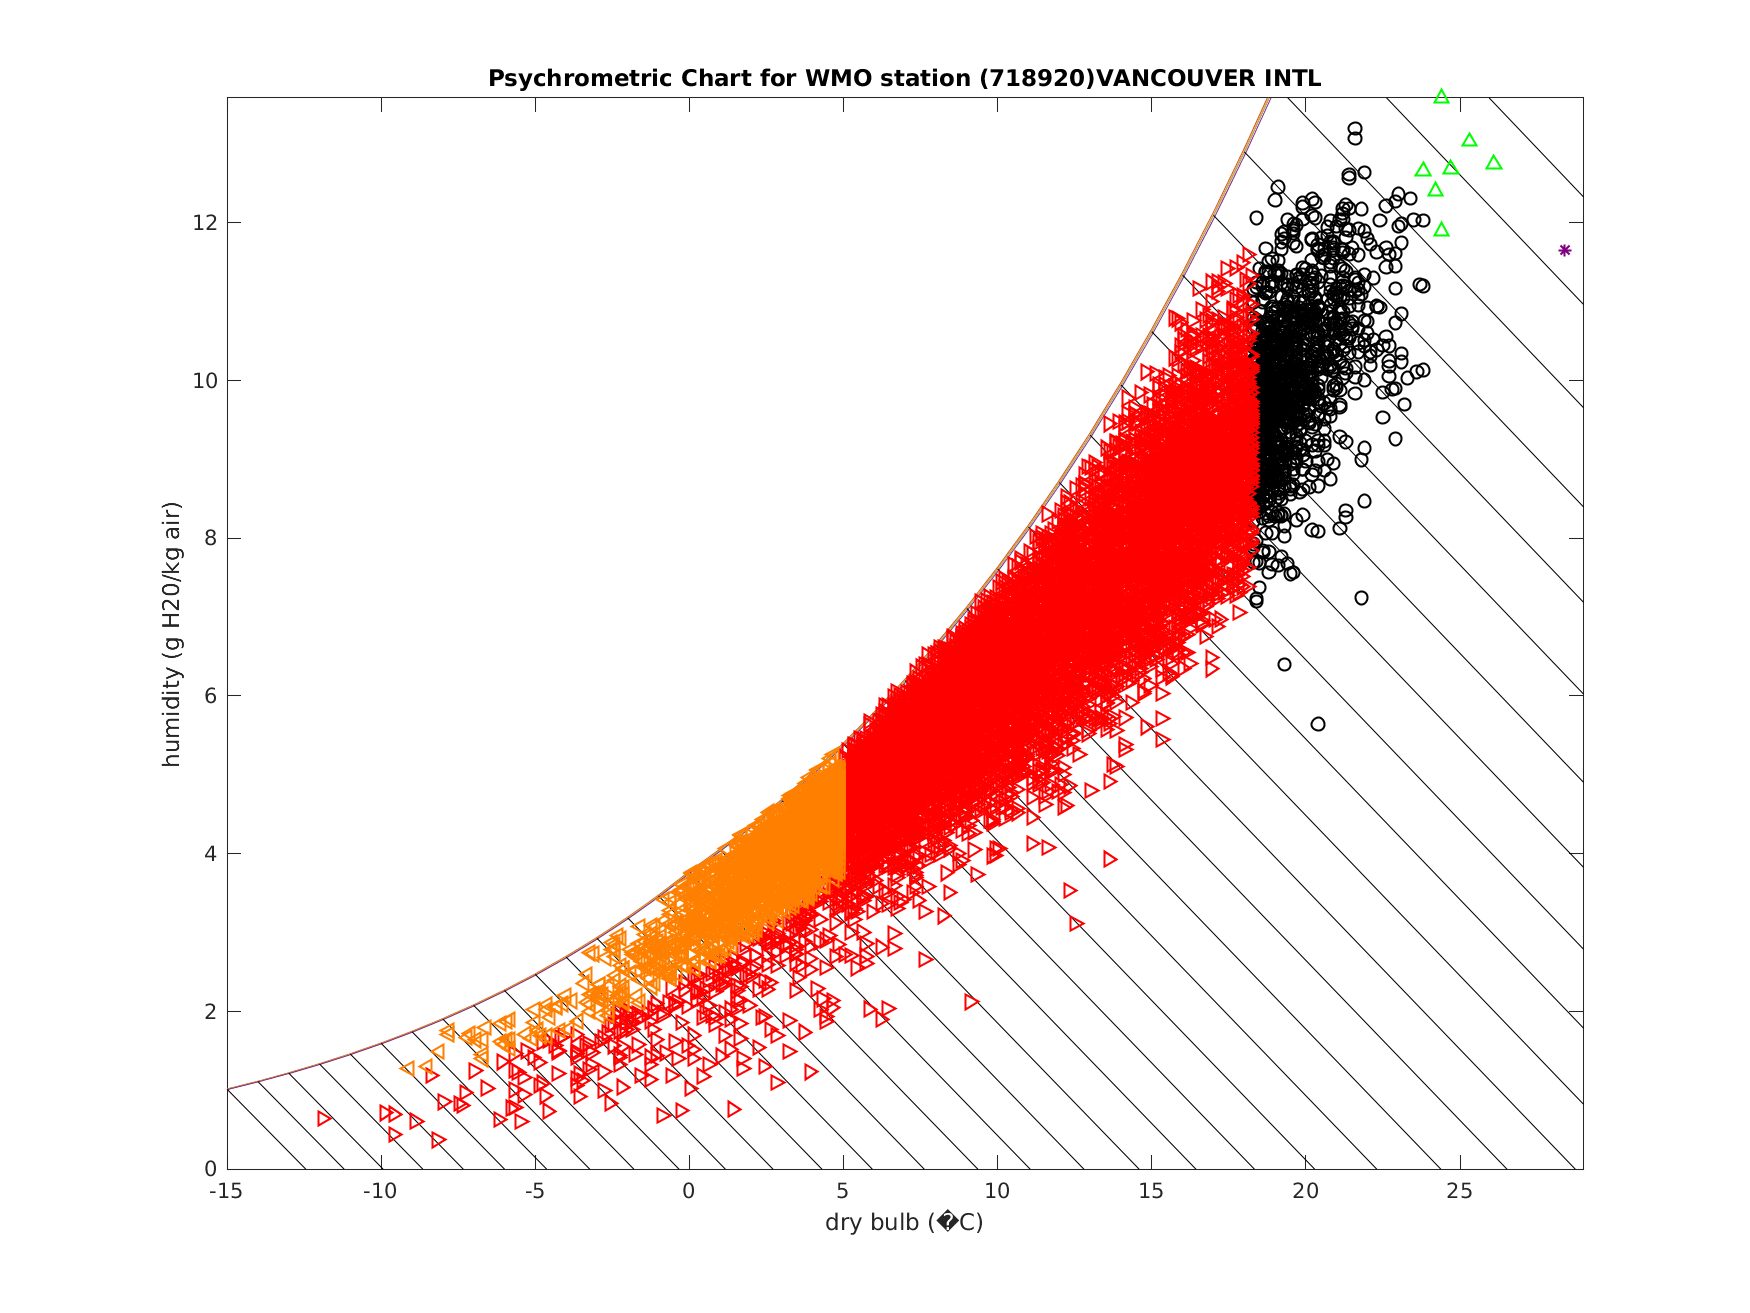 Psychrometric Chart for WMO station (718920)VANCOUVER INTL
12
10
8
6
4
2
0
humidity (g H20/kg air)
-15 -10 -5 0 5 10 15 20 25
dry bulb (�C)